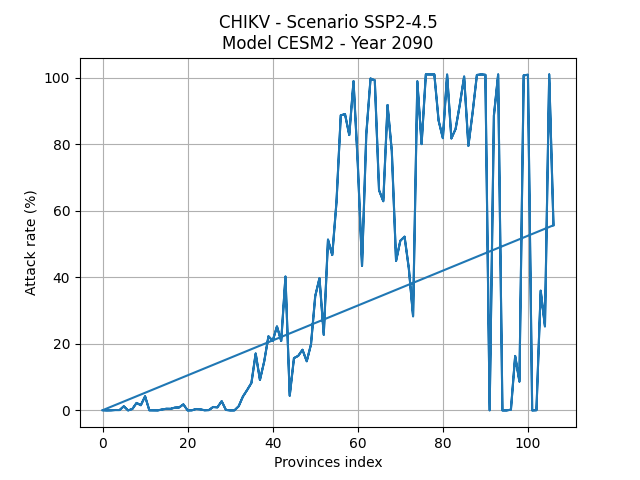 CHIKV - Scenario SSP2-4.5
Model CESM2 - Year 2090
100
80
60
40
20
0
Attack rate (%)
0 20 40 60 80 100
Provinces index